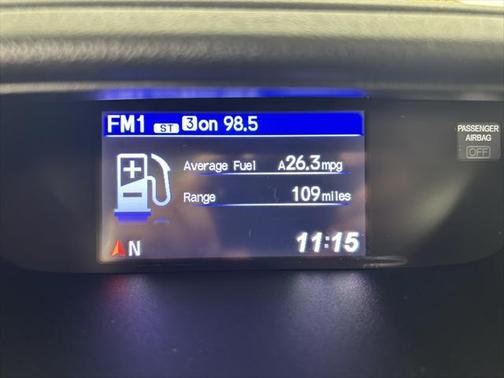 FM1 ST 3 on 98.5
PASSENGER
AIRBAG
OFF
Average Fuel A26.3mpg
Range 109miles
N 11:15